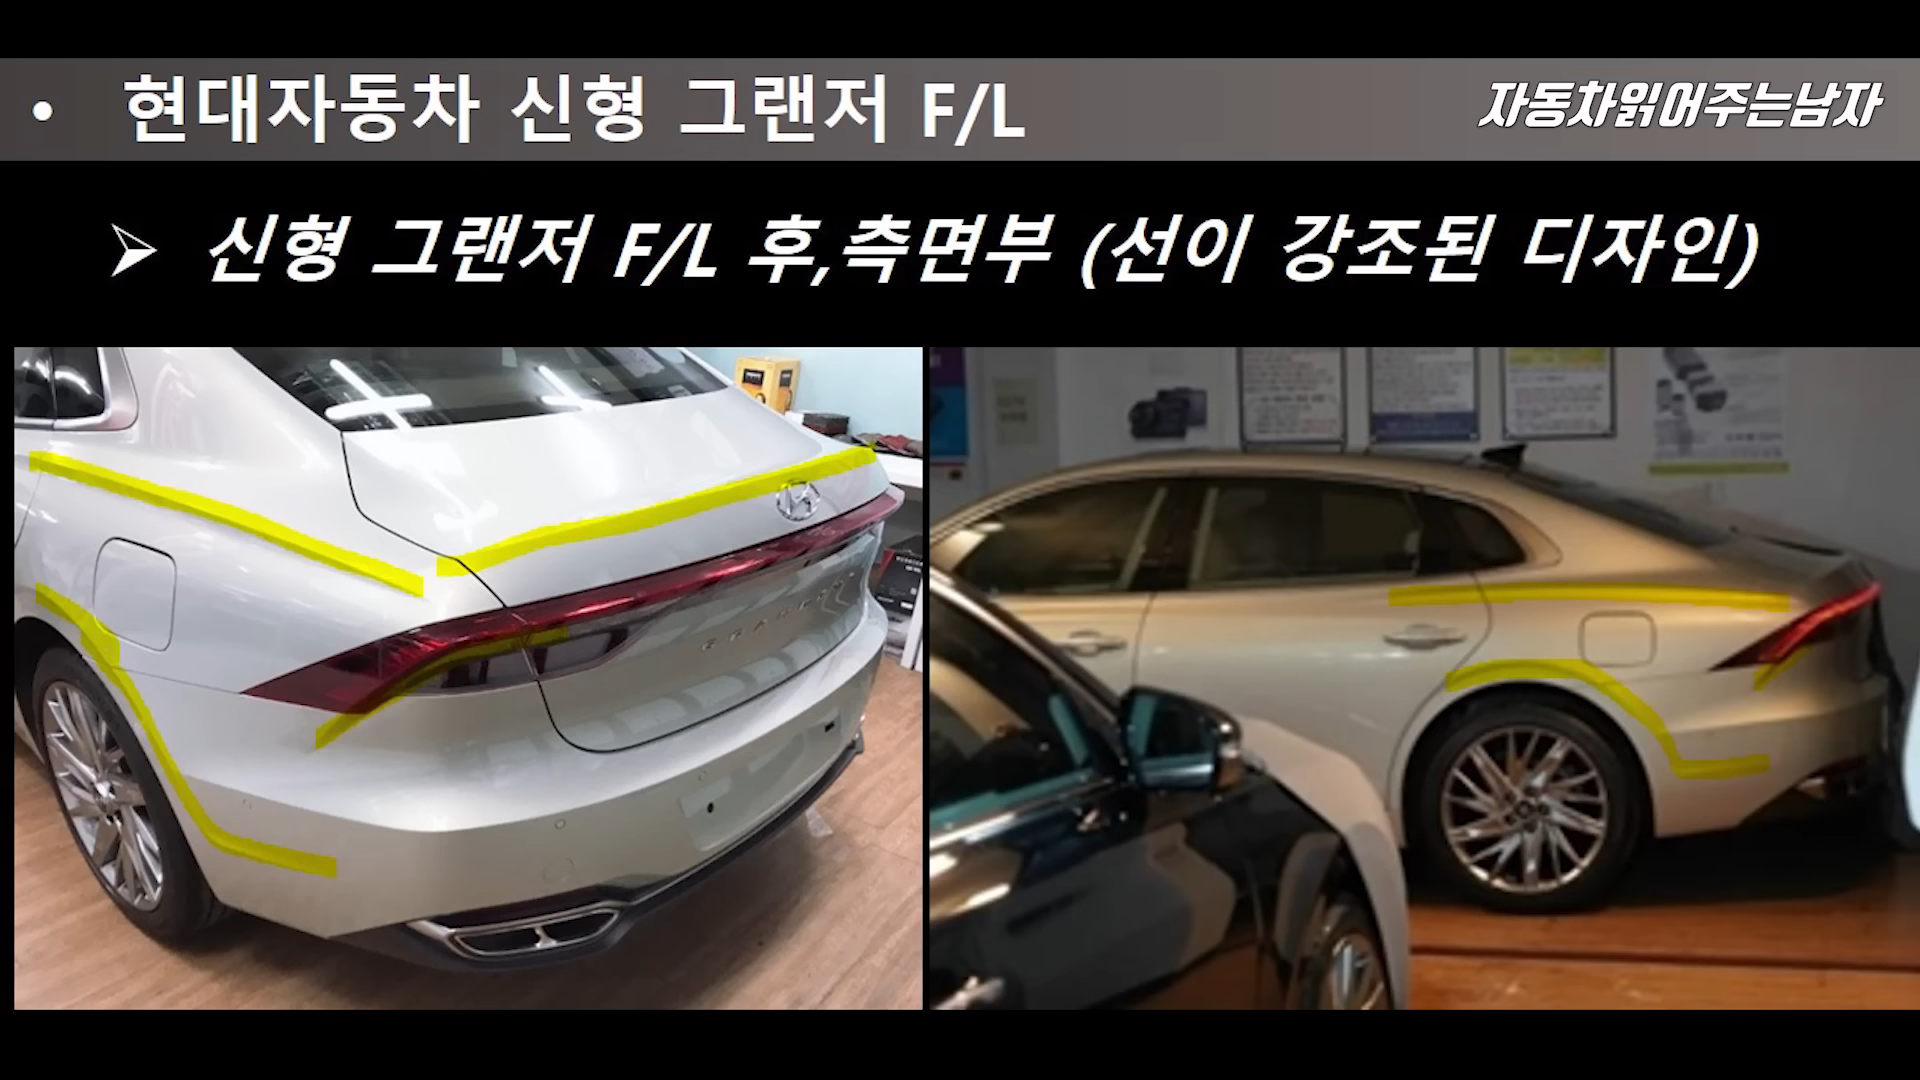 • 현대자동차 신형 그랜저 F/L
자동차읽어주는남자
➢ 신형 그랜저 F/L 후,측면부 (선이 강조된 디자인)
GRANDEUR